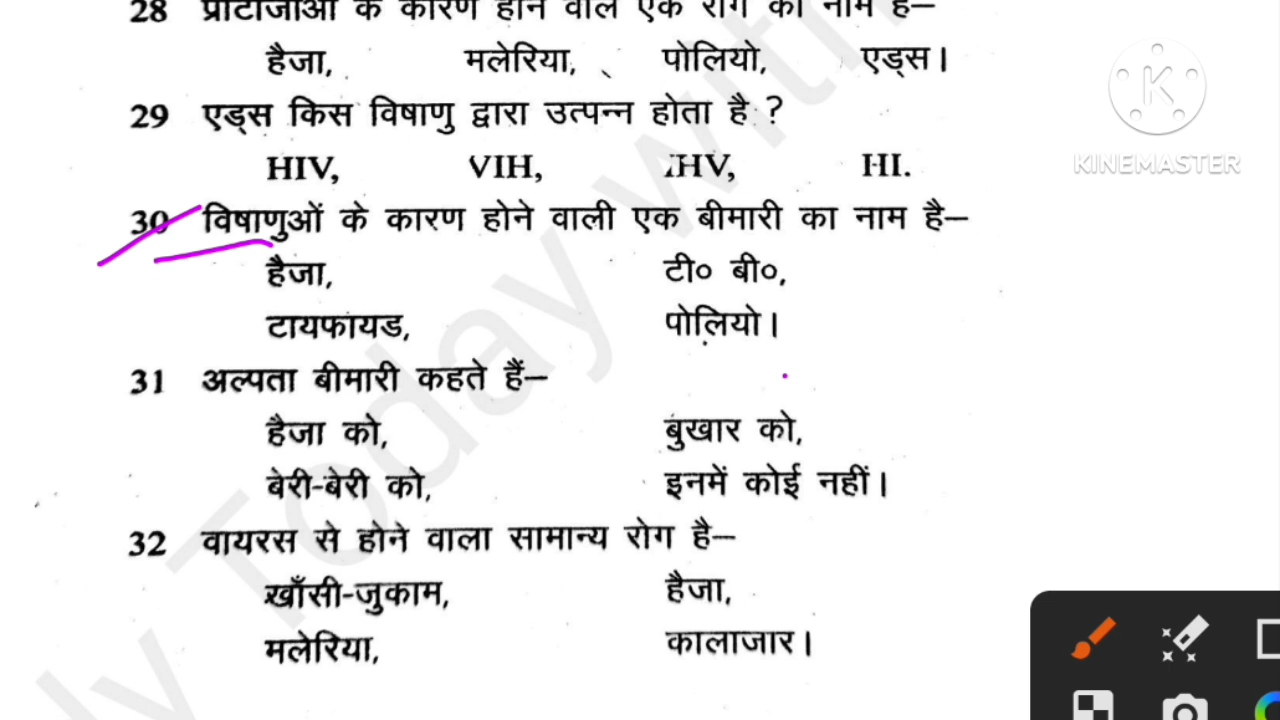 28 प्रोटोजोओं के कारण होने वाले एक रोग का नाम है–
हैजा, मलेरिया, पोलियो, एड्स।
29 एड्स किस विषाणु द्वारा उत्पन्न होता है ?
HIV, VIH, IHV, HI.
30 विषाणुओं के कारण होने वाली एक बीमारी का नाम है–
हैजा, टी० बी०,
टायफायड, पोलियो।
31 अल्पता बीमारी कहते हैं–
हैजा को, बुखार को,
बेरी-बेरी को, इनमें कोई नहीं।
32 वायरस से होने वाला सामान्य रोग है–
खाँसी-जुकाम, हैजा,
मलेरिया, कालाजार।
K
KINEMASTER